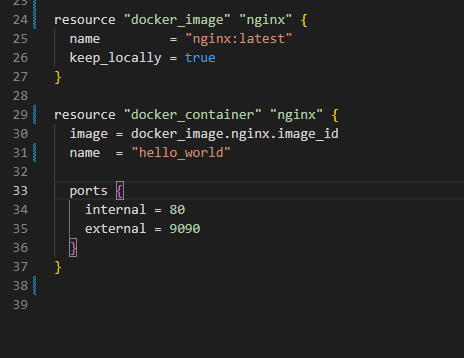 23
24 resource "docker_image" "nginx" {
25   name         = "nginx:latest"
26   keep_locally = true
27 }
28
29 resource "docker_container" "nginx" {
30   image = docker_image.nginx.image_id
31   name  = "hello_world"
32
33   ports {
34     internal = 80
35     external = 9090
36   }
37 }
38
39